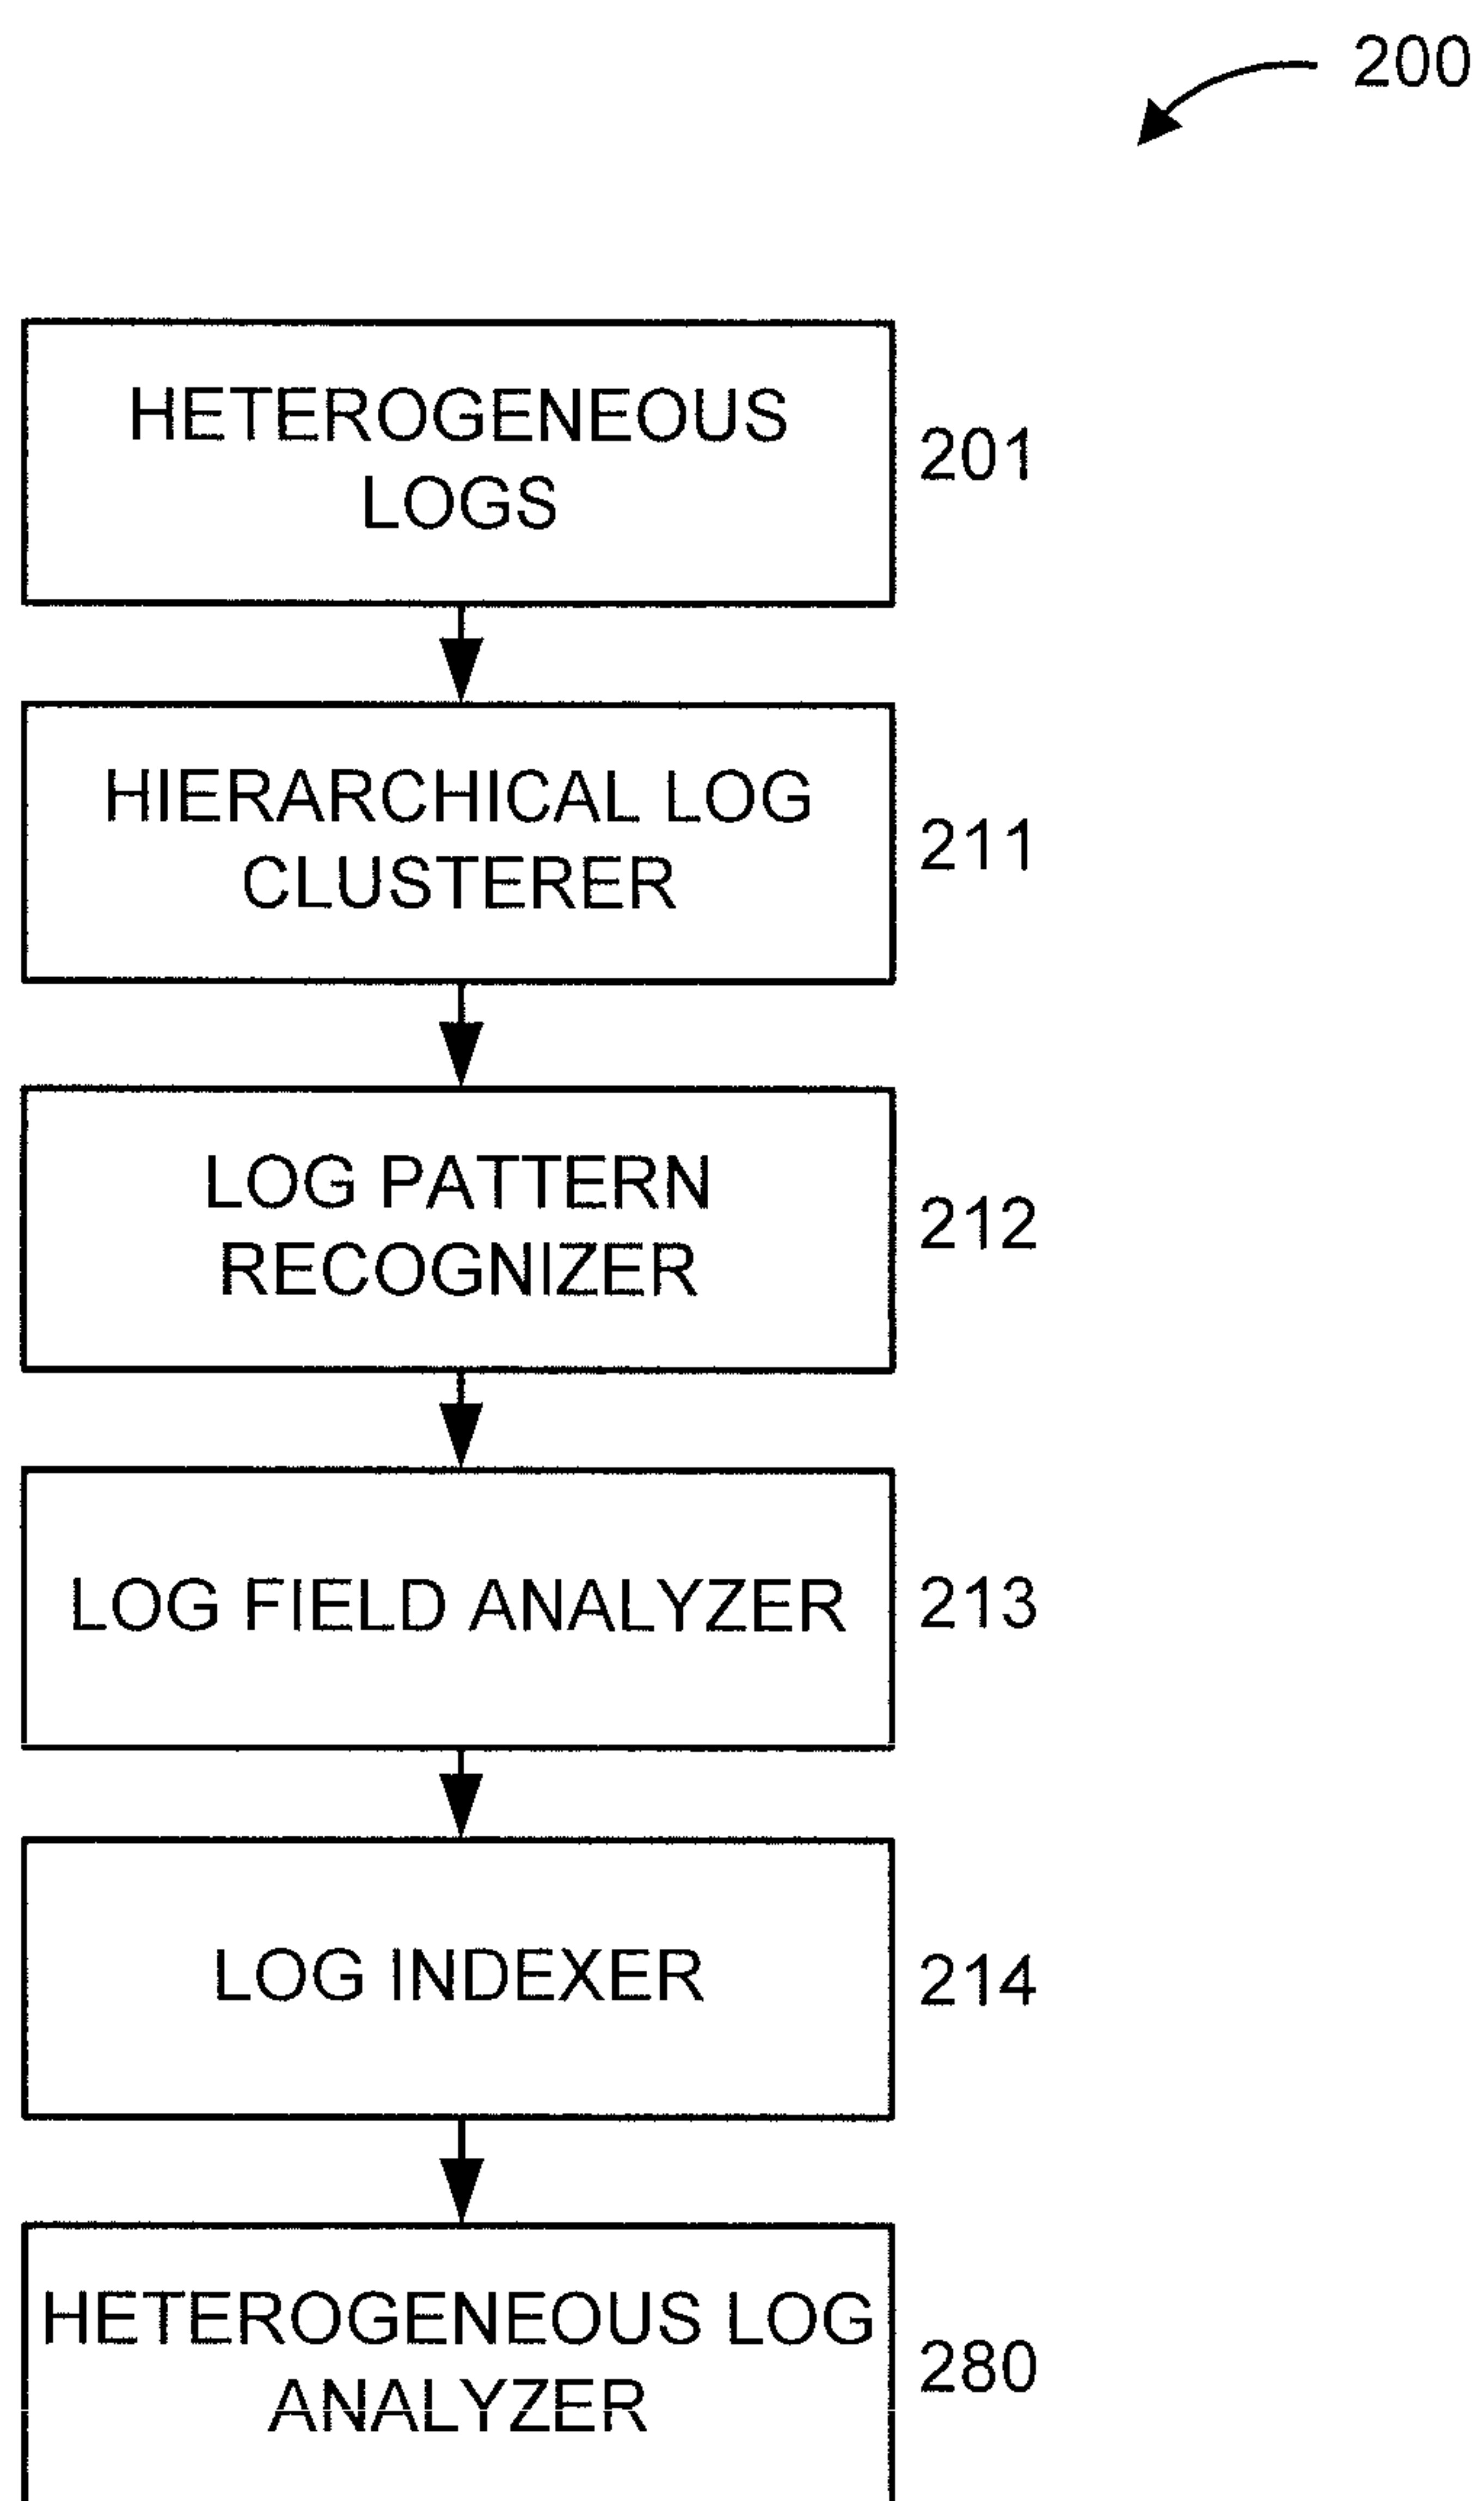 200
HETEROGENEOUS
LOGS
201
HIERARCHICAL LOG
CLUSTERER
211
LOG PATTERN
RECOGNIZER
212
LOG FIELD ANALYZER
213
LOG INDEXER
214
HETEROGENEOUS LOG
ANALYZER
280